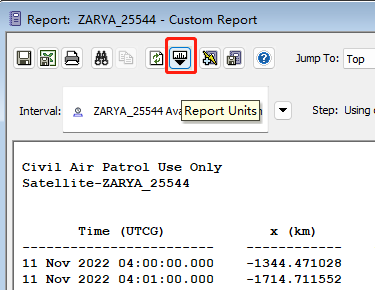 Report: ZARYA_25544 - Custom Report
Jump To: Top
Interval: ZARYA_25544 Ava Report Units n Step: Using
Civil Air Patrol Use Only
Satellite-ZARYA_25544
Time (UTCG) x (km)
------------------------ ------------
11 Nov 2022 04:00:00.000 -1344.471028
11 Nov 2022 04:01:00.000 -1714.711552